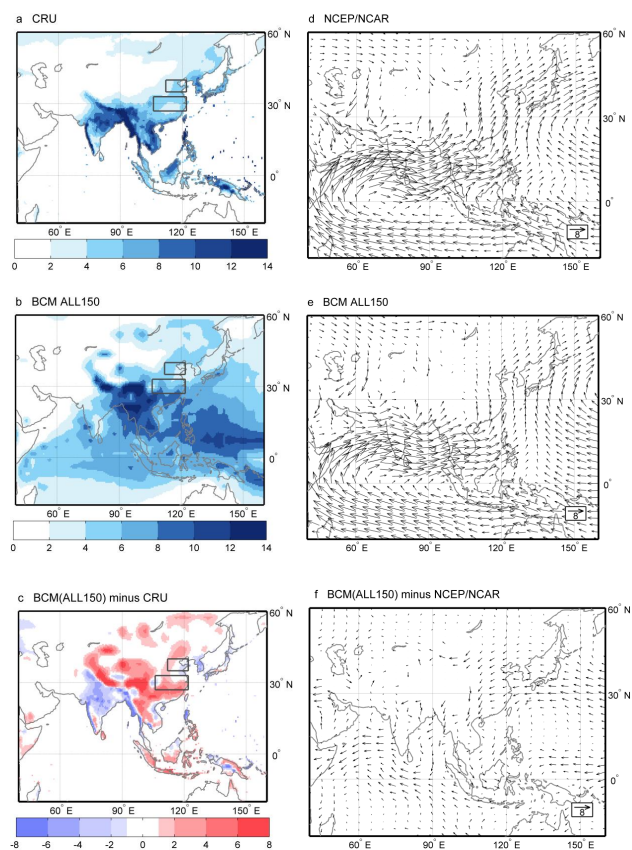 a CRU
60° N
30° N
0°
60° E
90° E
120° E
150° E
0 2 4 6 8 10 12 14
d NCEP/NCAR
60° N
30° N
0°
8
60° E
90° E
120° E
150° E
b BCM ALL150
60° N
30° N
0°
60° E
90° E
120° E
150° E
0 2 4 6 8 10 12 14
e BCM ALL150
60° N
30° N
0°
8
60° E
90° E
120° E
150° E
c BCM(ALL150) minus CRU
60° N
30° N
0°
60° E
90° E
120° E
150° E
-8 -6 -4 -2 0 2 4 6 8
f BCM(ALL150) minus NCEP/NCAR
60° N
30° N
0°
8
60° E
90° E
120° E
150° E